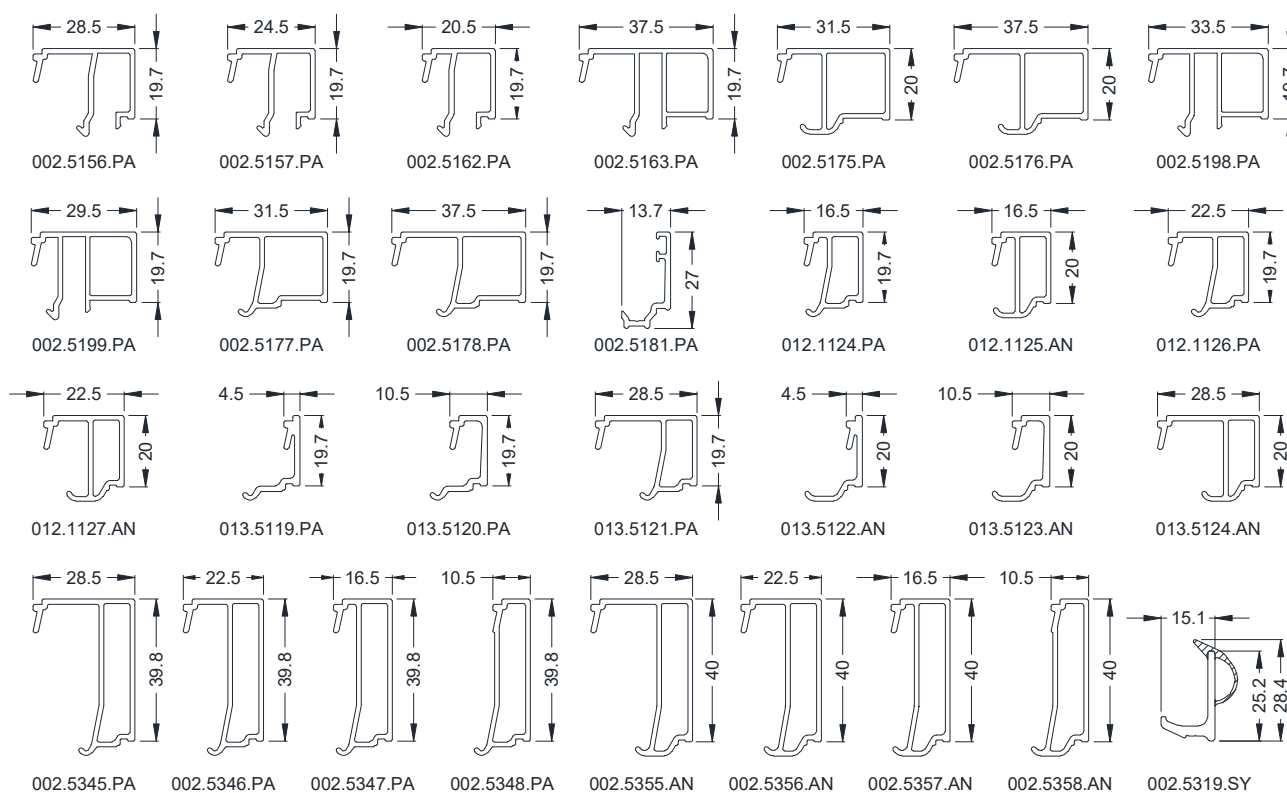 28.5 24.5 20.5 37.5 31.5 37.5 33.5
19.7 19.7 19.7 19.7 20 20
002.5156.PA 002.5157.PA 002.5162.PA 002.5163.PA 002.5175.PA 002.5176.PA 002.5198.PA
29.5 31.5 37.5 13.7 16.5 16.5 22.5
19.7 19.7 19.7 27 19.7 20 19.7
002.5199.PA 002.5177.PA 002.5178.PA 002.5181.PA 012.1124.PA 012.1125.AN 012.1126.PA
22.5 4.5 10.5 28.5 4.5 10.5 28.5
20 19.7 19.7 19.7 20 20 20
012.1127.AN 013.5119.PA 013.5120.PA 013.5121.PA 013.5122.AN 013.5123.AN 013.5124.AN
28.5 22.5 16.5 10.5 28.5 22.5 16.5 10.5
15.1
39.8 39.8 39.8 39.8 40 40 40 40 25.2 28.4
002.5345.PA 002.5346.PA 002.5347.PA 002.5348.PA 002.5355.AN 002.5356.AN 002.5357.AN 002.5358.AN 002.5319.SY